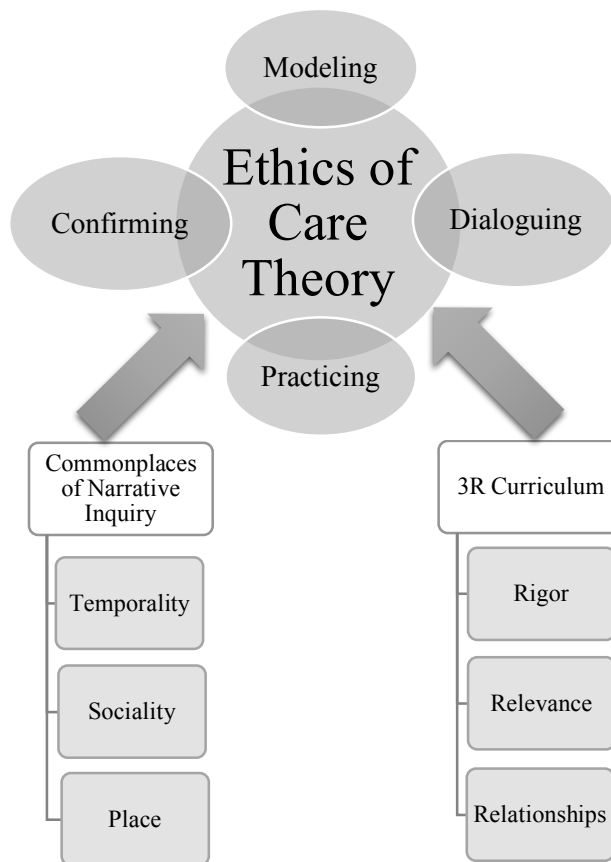 Modeling
Ethics of
Care
Theory
Confirming
Dialoguing
Practicing
Commonplaces
of Narrative
Inquiry
Temporality
Sociality
Place
3R Curriculum
Rigor
Relevance
Relationships